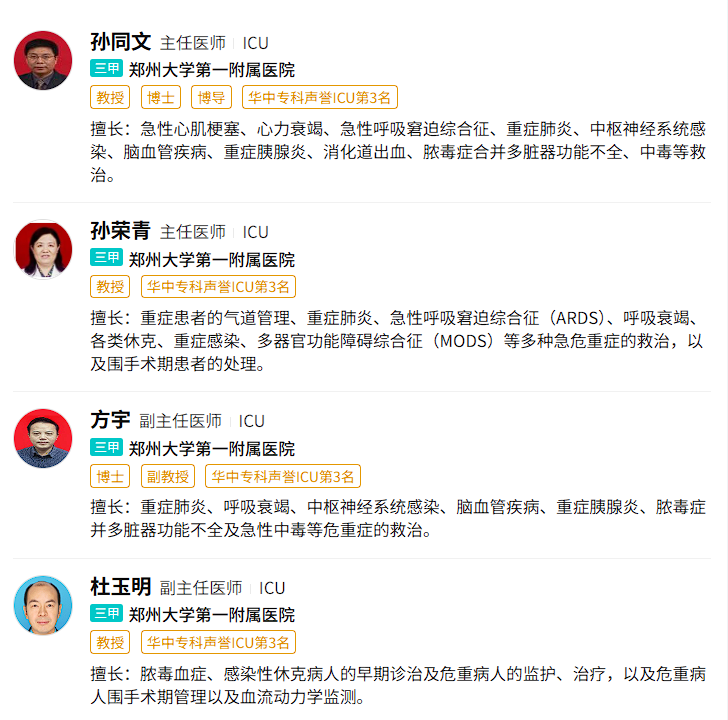 孙同文 主任医师 ICU
三甲 郑州大学第一附属医院
教授 博士 博导 华中专科声誉ICU第3名
擅长：急性心肌梗塞、心力衰竭、急性呼吸窘迫综合征、重症肺炎、中枢神经系统感
染、脑血管疾病、重症胰腺炎、消化道出血、脓毒症合并多脏器功能不全、中毒等救
治。
孙荣青 主任医师 ICU
三甲 郑州大学第一附属医院
教授 华中专科声誉ICU第3名
擅长：重症患者的气道管理、重症肺炎、急性呼吸窘迫综合征（ARDS）、呼吸衰竭、
各类休克、重症感染、多器官功能障碍综合征（MODS）等多种急危重症的救治，以
及围手术期患者的处理。
方宇 副主任医师 ICU
三甲 郑州大学第一附属医院
博士 副教授 华中专科声誉ICU第3名
擅长：重症肺炎、呼吸衰竭、中枢神经系统感染、脑血管疾病、重症胰腺炎、脓毒症
并多脏器功能不全及急性中毒等危重症的救治。
杜玉明 副主任医师 ICU
三甲 郑州大学第一附属医院
教授 华中专科声誉ICU第3名
擅长：脓毒血症、感染性休克病人的早期诊治及危重病人的监护、治疗，以及危重病
人围手术期管理以及血流动力学监测。